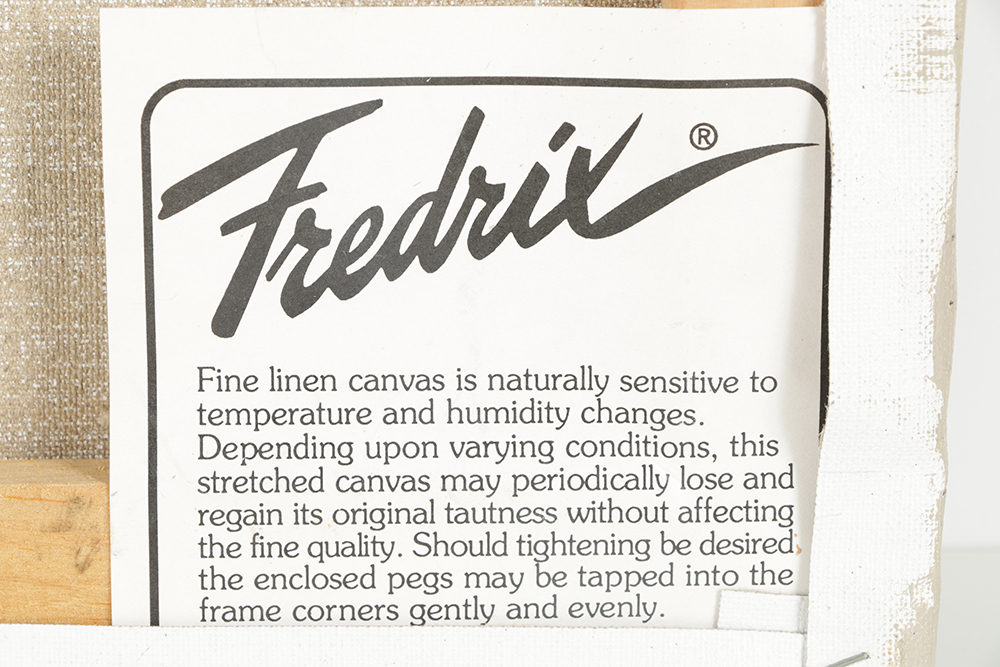 Fredrix ®
Fine linen canvas is naturally sensitive to
temperature and humidity changes.
Depending upon varying conditions, this
stretched canvas may periodically lose and
regain its original tautness without affecting
the fine quality. Should tightening be desired
the enclosed pegs may be tapped into the
frame corners gently and evenly.